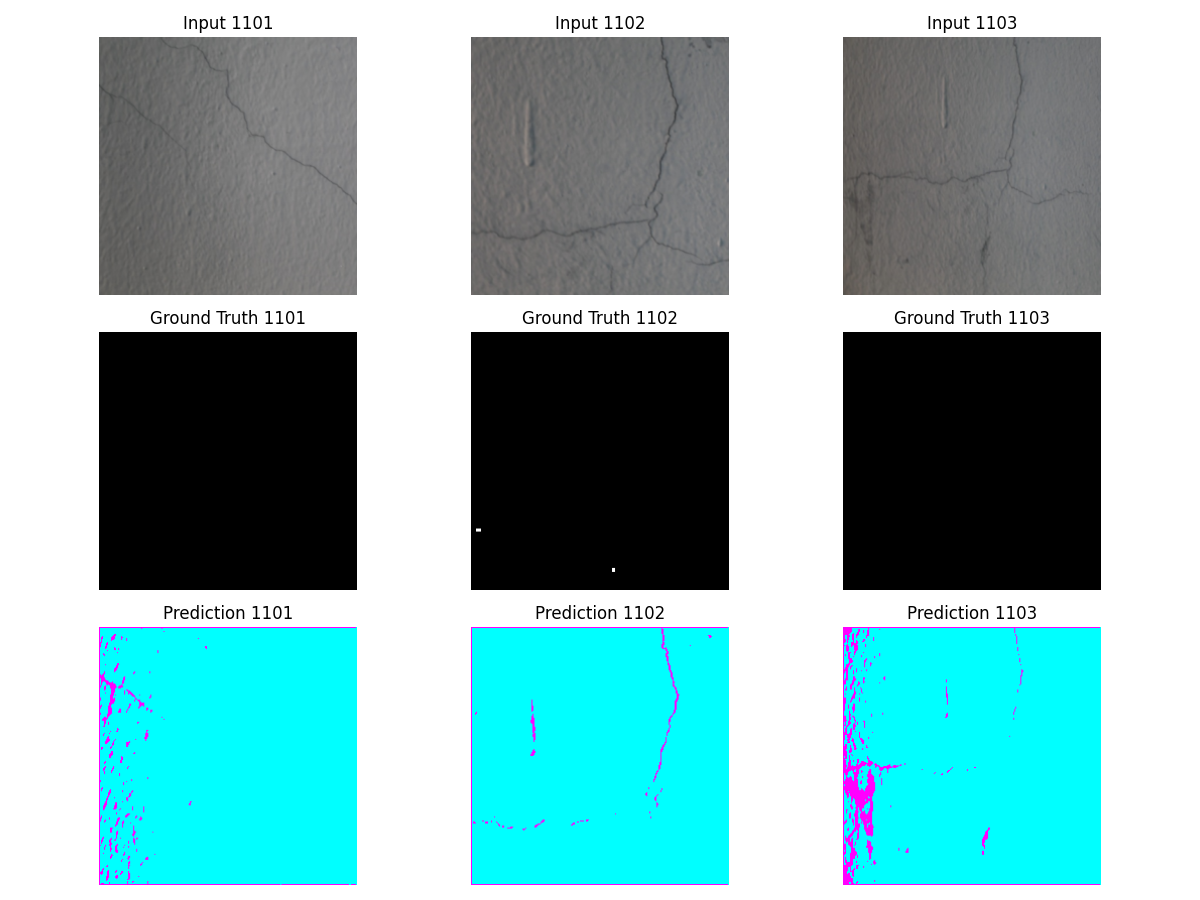 Input 1101
Input 1102
Input 1103
Ground Truth 1101
Ground Truth 1102
Ground Truth 1103
Prediction 1101
Prediction 1102
Prediction 1103